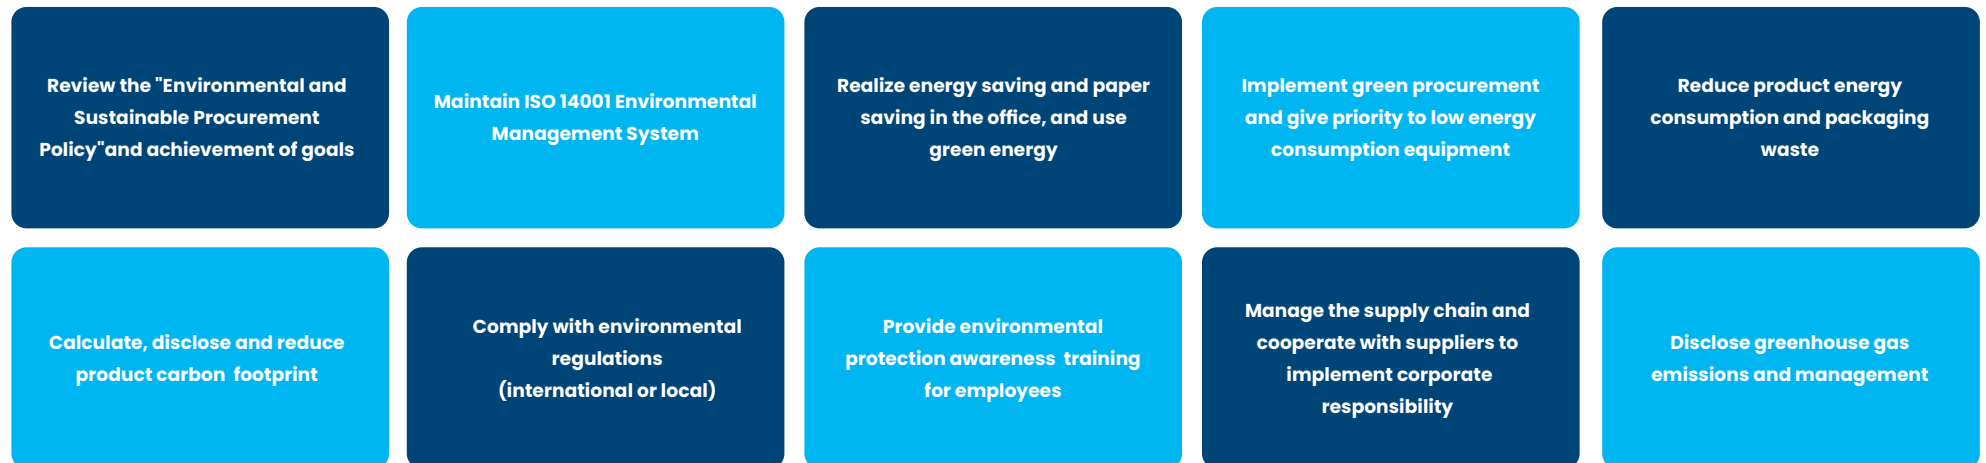 Review the "Environmental and
Sustainable Procurement
Policy"and achievement of goals
Maintain ISO 14001 Environmental
Management System
Realize energy saving and paper
saving in the office, and use
green energy
Implement green procurement
and give priority to low energy
consumption equipment
Reduce product energy
consumption and packaging
waste
Calculate, disclose and reduce
product carbon  footprint
Comply with environmental
regulations
(international or local)
Provide environmental
protection awareness  training
for employees
Manage the supply chain and
cooperate with suppliers to
implement corporate
responsibility
Disclose greenhouse gas
emissions and management